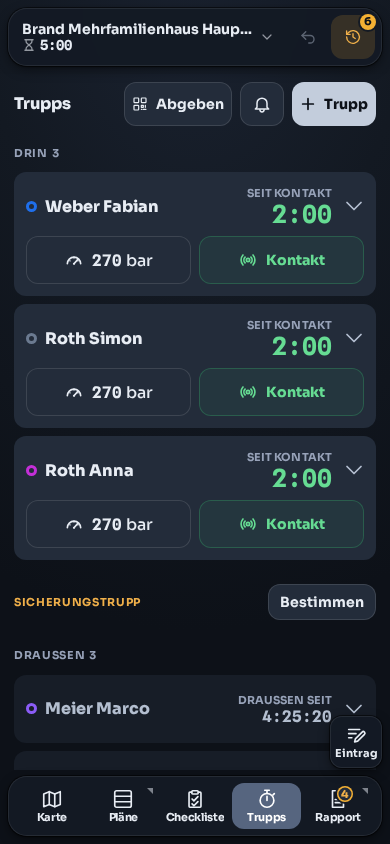 Brand Mehrfamilienhaus Haup...
5:00
6
Trupps
Abgeben
Trupp
DRIN 3
Weber Fabian
SEIT KONTAKT
2:00
270 bar
Kontakt
Roth Simon
SEIT KONTAKT
2:00
270 bar
Kontakt
Roth Anna
SEIT KONTAKT
2:00
270 bar
Kontakt
SICHERUNGSTRUPP
Bestimmen
DRAUSSEN 3
Meier Marco
DRAUSSEN SEIT
4:25:20
Eintrag
Karte
Pläne
Checkliste
Trupps
4
Rapport